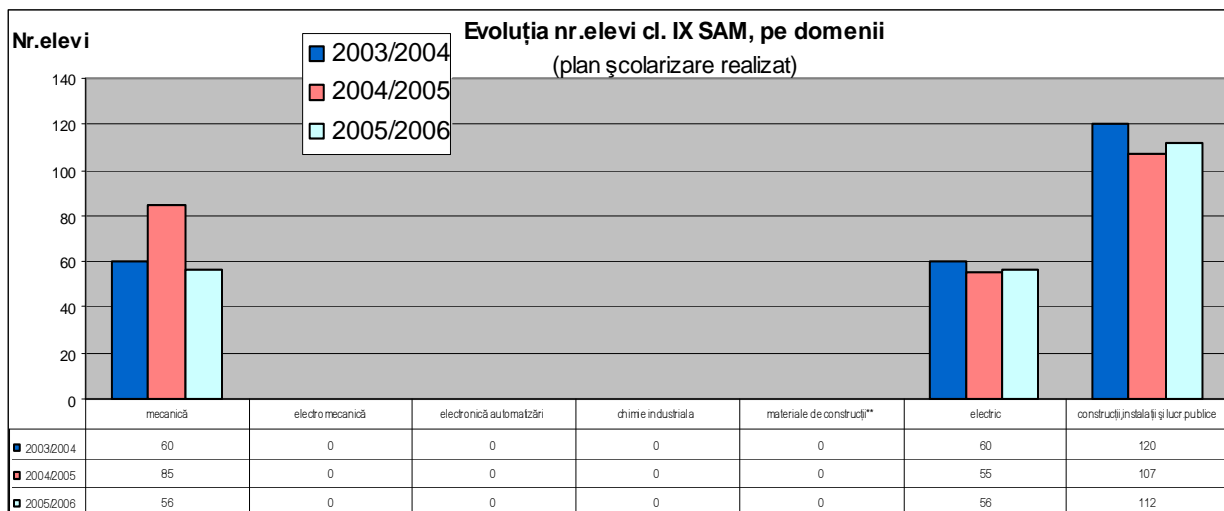 Evoluția nr.elevi cl. IX SAM, pe domenii
(plan şcolarizare realizat)
Nr.elevi
2003/2004
2004/2005
2005/2006
140
120
100
80
60
40
20
0
mecanică electromecanică electronică automatizări chimie industriala materiale de construcții** electric construcții,instalații și lucr publice
2003/2004 60 0 0 0 0 60 120
2004/2005 85 0 0 0 0 55 107
2005/2006 56 0 0 0 0 56 112